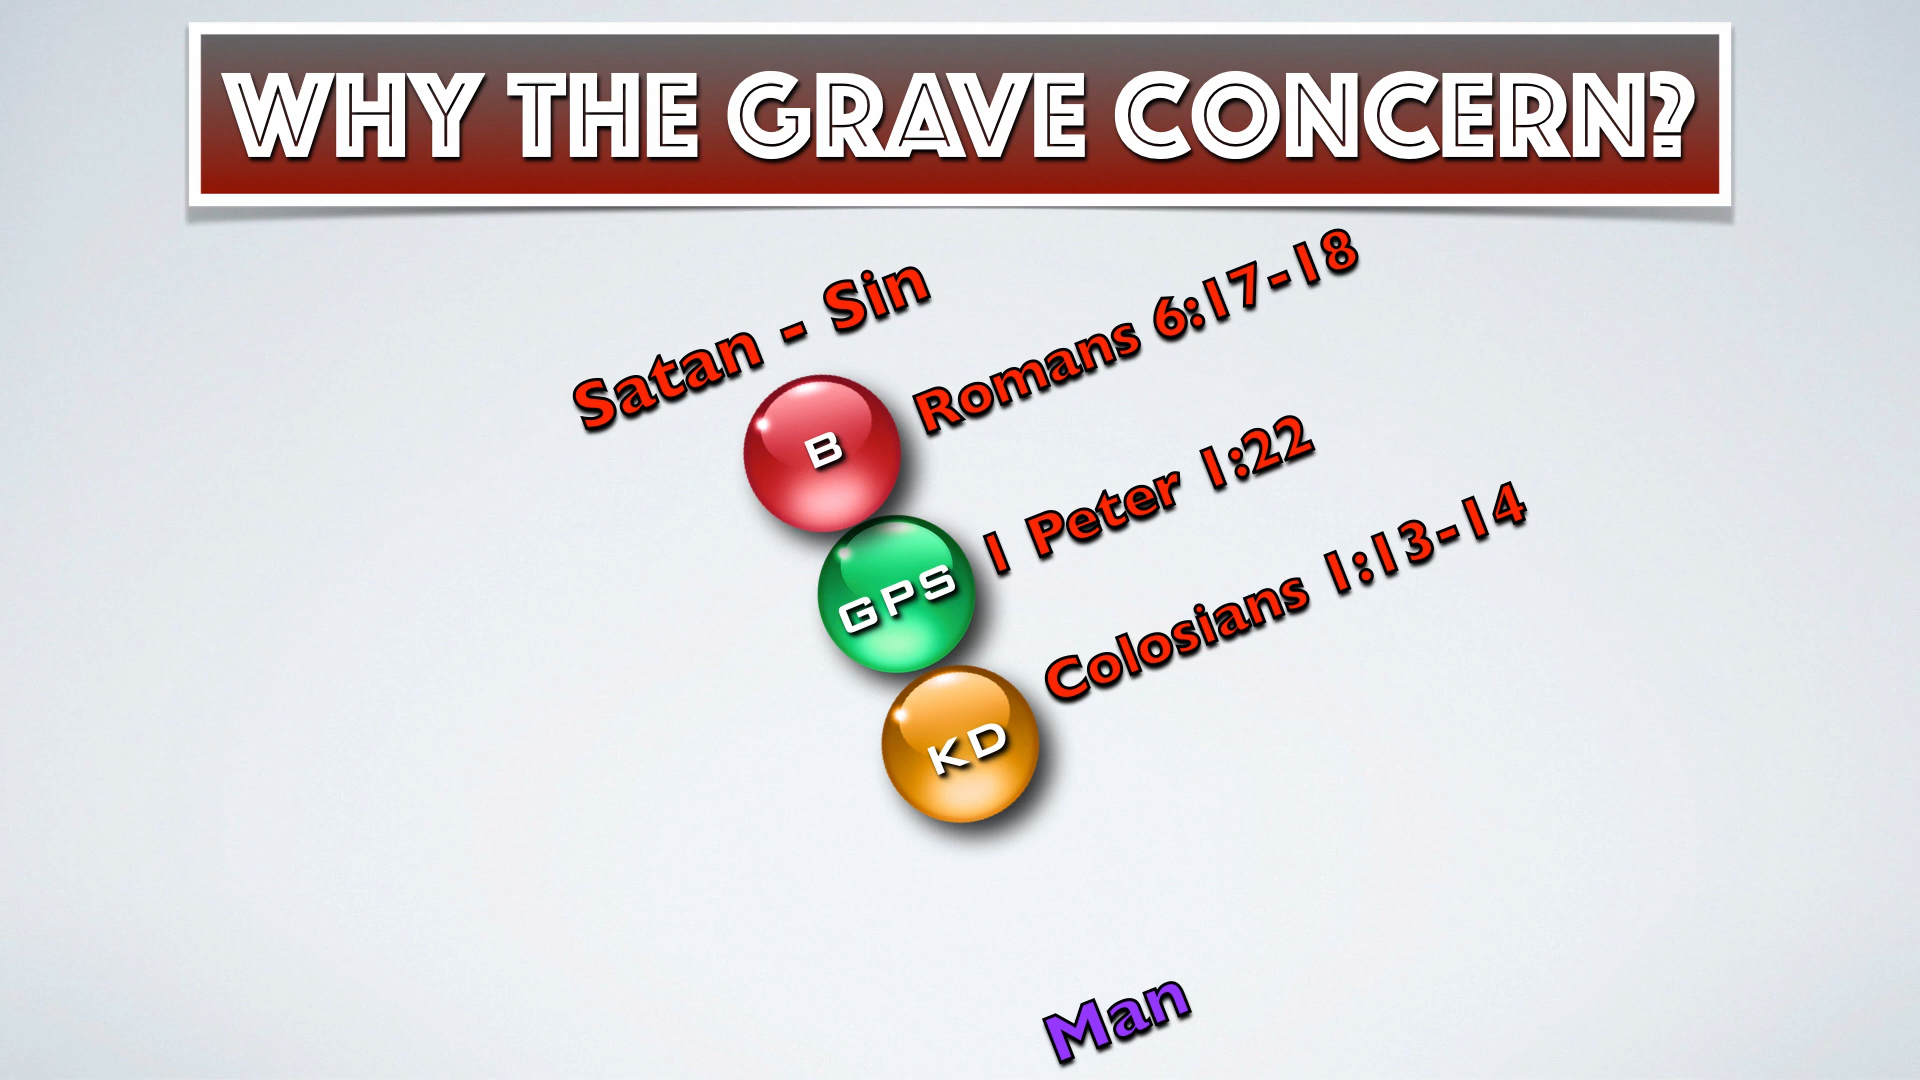 WHY THE GRAVE CONCERN?
Satan - Sin
B
Romans 6:17-18
GPS
1 Peter 1:22
KD
Colosians 1:13-14
Man